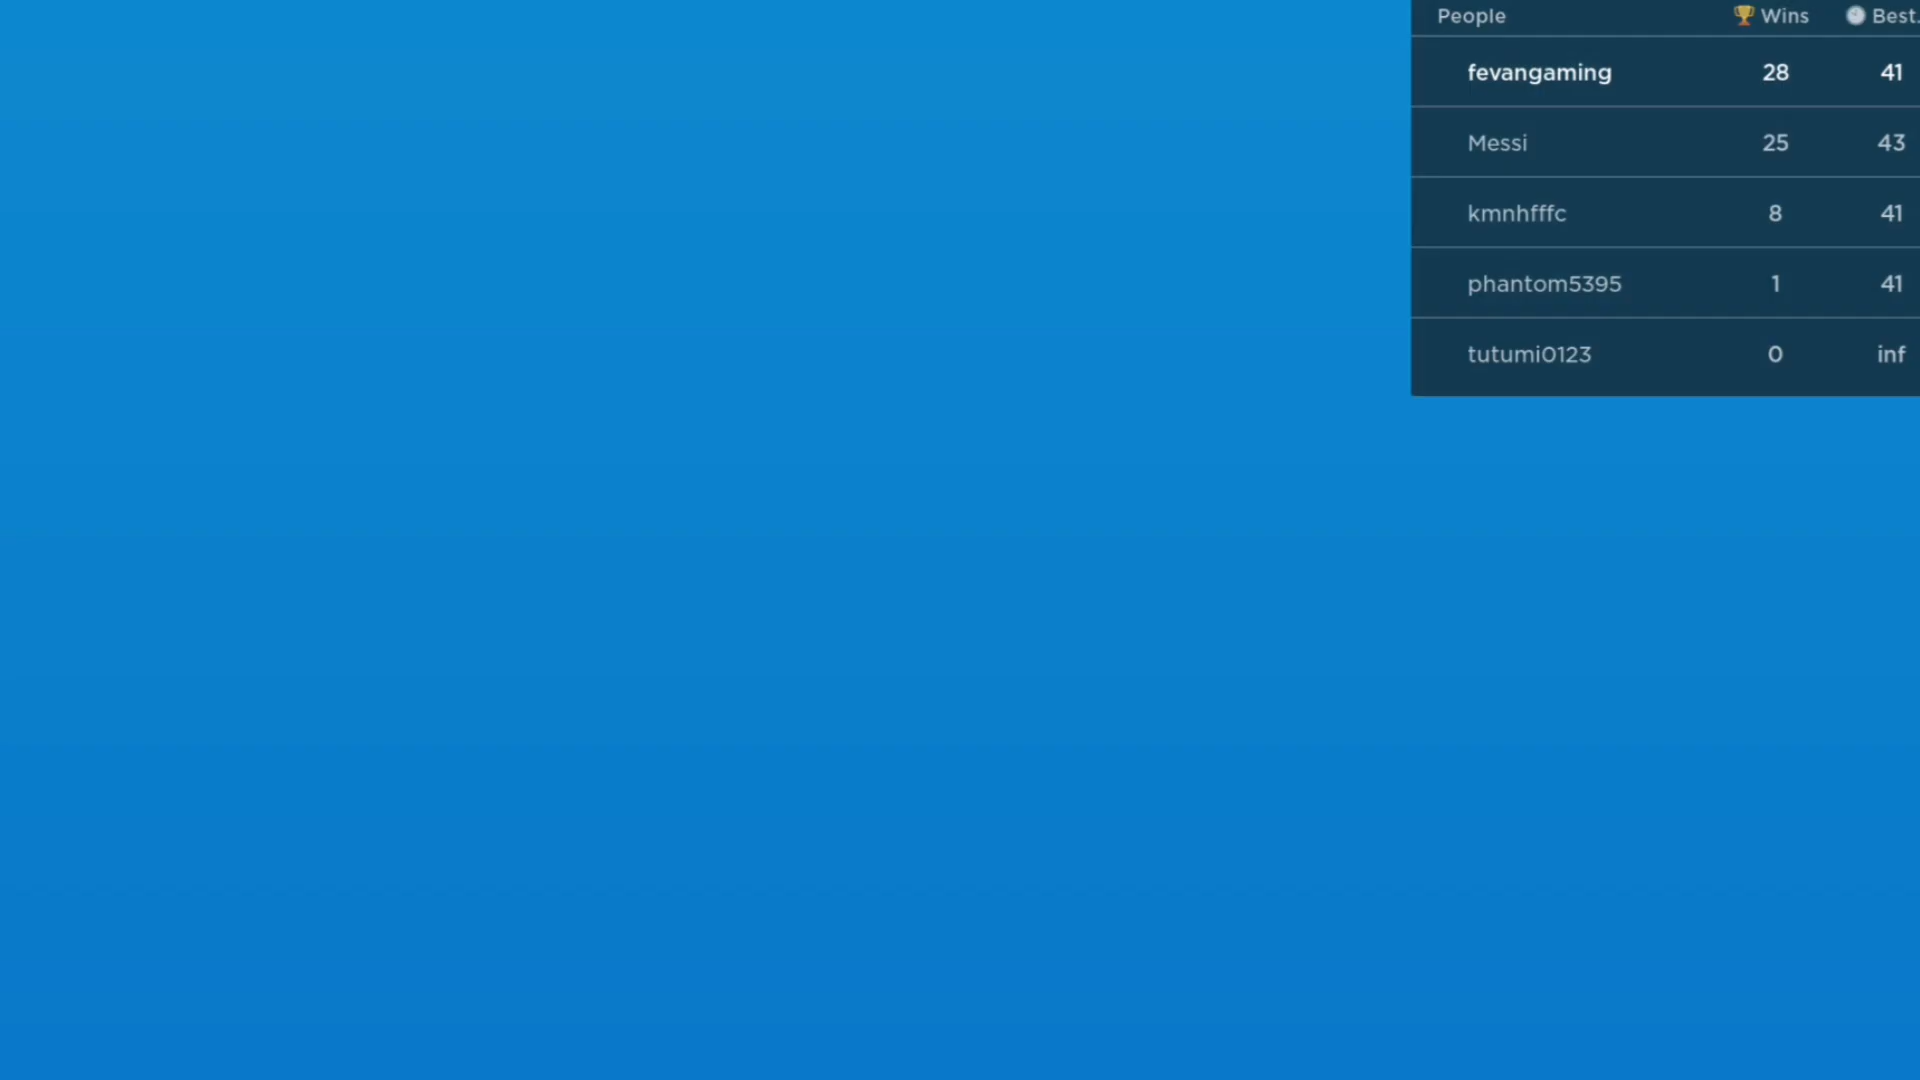 People 🏆 Wins 🕙 Best.
fevangaming 28 41
Messi 25 43
kmnhfffc 8 41
phantom5395 1 41
tutumi0123 0 inf